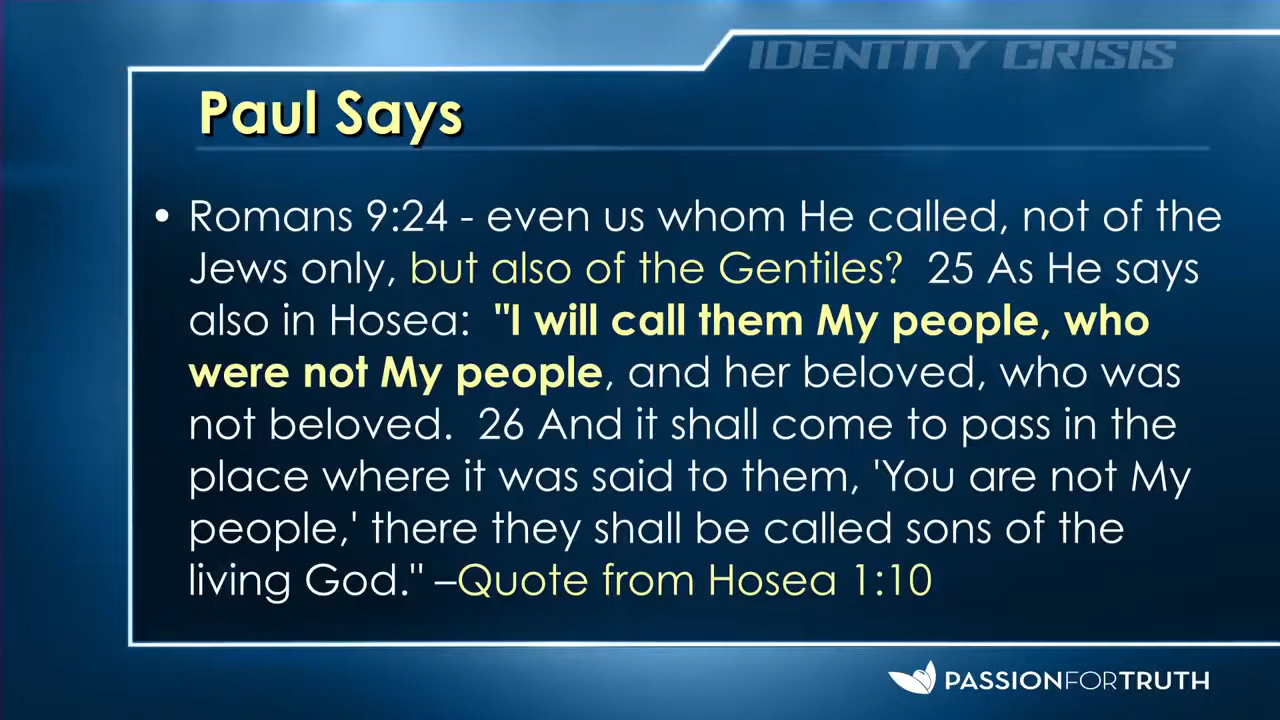 IDENTITY CRISIS
Paul Says
• Romans 9:24 - even us whom He called, not of the
Jews only, but also of the Gentiles?  25 As He says
also in Hosea:  "I will call them My people, who
were not My people, and her beloved, who was
not beloved.  26 And it shall come to pass in the
place where it was said to them, 'You are not My
people,' there they shall be called sons of the
living God." –Quote from Hosea 1:10
PASSIONFORTRUTH